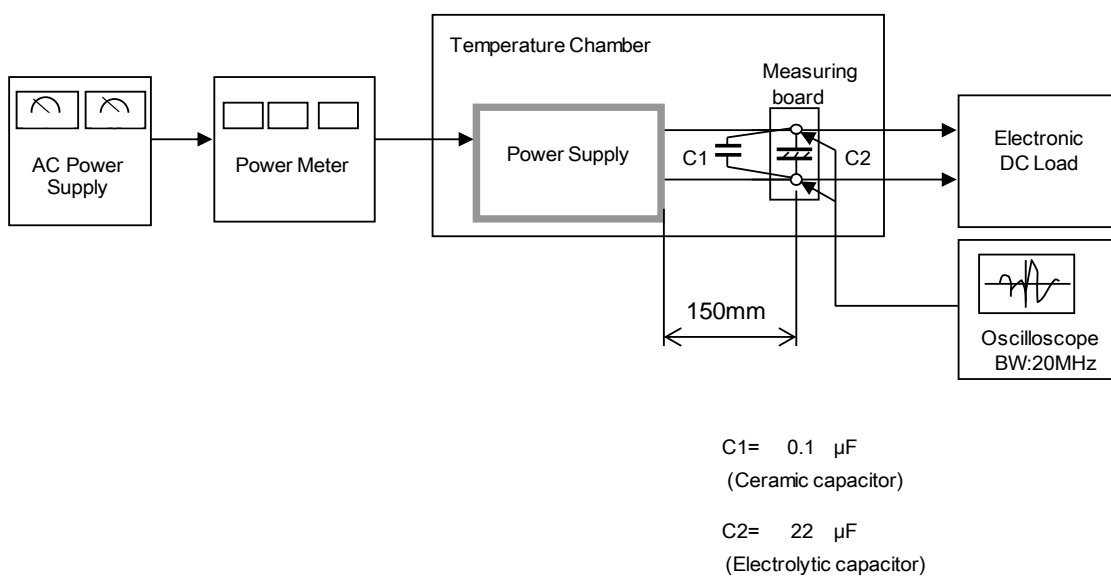 Temperature Chamber
Measuring
board
AC Power
Supply
Power Meter
Power Supply
C1
C2
Electronic
DC Load
150mm
Oscilloscope
BW:20MHz
C1= 0.1 µF
(Ceramic capacitor)
C2= 22 µF
(Electrolytic capacitor)